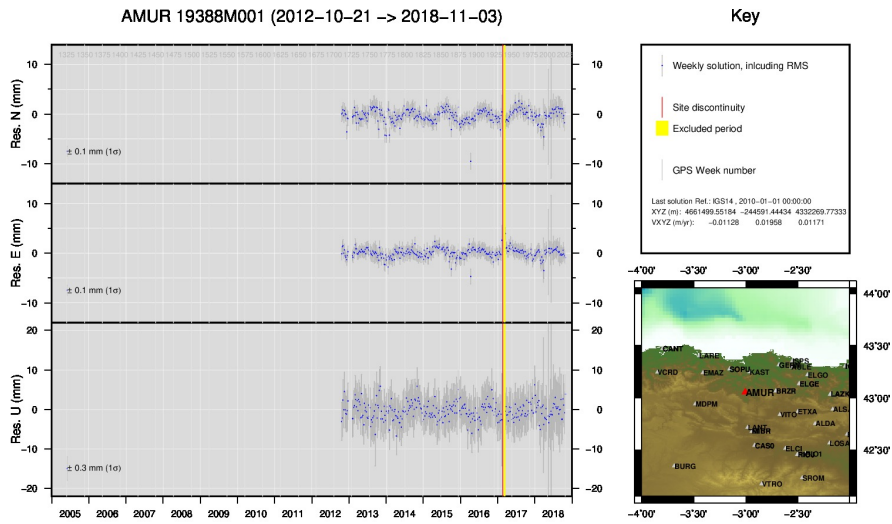 AMUR 19388M001 (2012−10−21 −> 2018−11−03)
Key
1325 1350 1375 1400
Res. N (mm)
10
0
−10
± 0.1 mm (1σ)
10
0
−10
Res. E (mm)
10
0
−10
± 0.1 mm (1σ)
10
0
−10
Res. U (mm)
20
10
0
−10
−20
± 0.3 mm (1σ)
20
10
0
−10
−20
2005 2006 2007 2008 2009 2010 2011 2012 2013 2014 2015 2016 2017 2018
Weekly solution, inlcuding RMS
Site discontinuity
Excluded period
GPS Week number
Last solution Ref.: IGS14 , 2010−01−01 00:00:00
XYZ (m): 4661499.55184 −244591.44434 4332269.77333
VXYZ (m/yr): −0.01128 0.01958 0.01171
−4˚00' −3˚30' −3˚00' −2˚30'
44˚00'
43˚30'
43˚00'
42˚30'
CANT
LARE
VCRD
EMAZ
SOPU
KAST
ELGO
ELGE
AMUR
BRZR
MDPM
VITO
ETXA
ALDA
LANT
CAS0
ELCI
LOSA
BURG
SROM
VTRO
−4˚00' −3˚30' −3˚00' −2˚30'